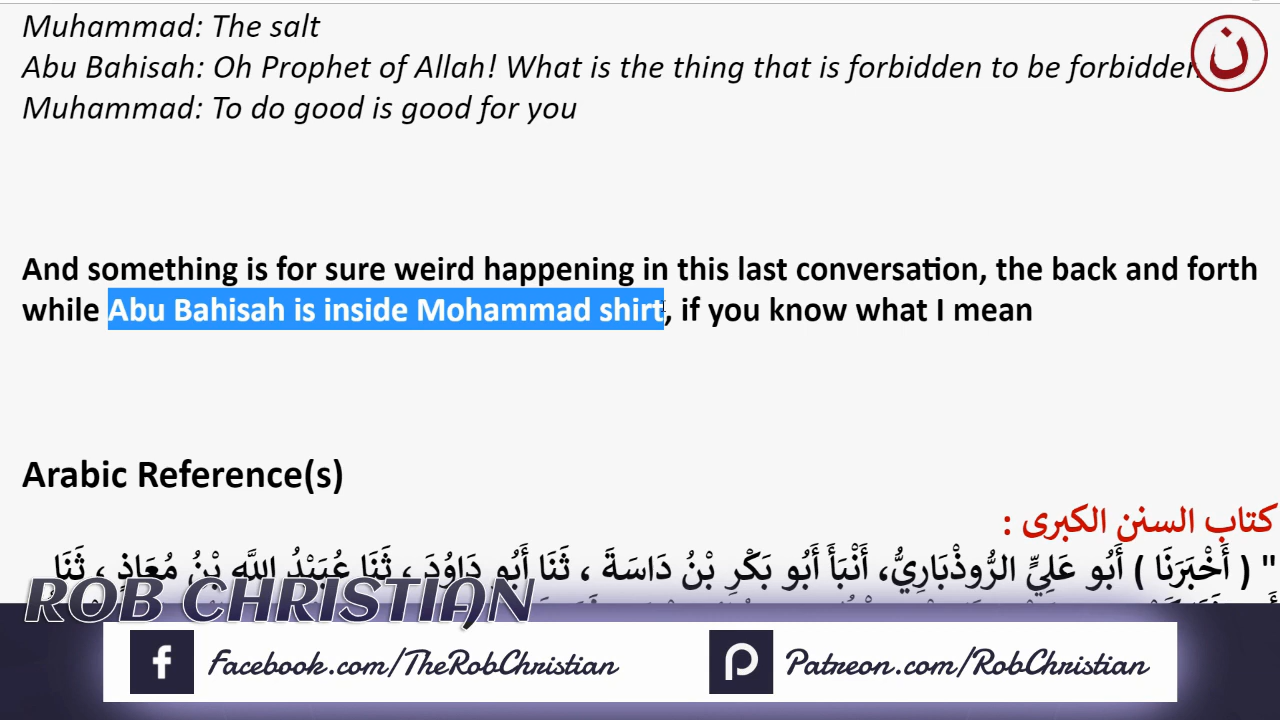 Muhammad: The salt
Abu Bahisah: Oh Prophet of Allah! What is the thing that is forbidden to be forbidden
ن
Muhammad: To do good is good for you
And something is for sure weird happening in this last conversation, the back and forth
while Abu Bahisah is inside Mohammad shirt, if you know what I mean
Arabic Reference(s)
كتاب السنن الكبرى :
" ( أَخْبَرَنَا ) أَبُو عَلِيٍّ الرُّوذْبَارِيُّ، أَنْبَأَ أَبُو بَكْرِ بْنُ دَاسَةَ ، ثَنَا أَبُو دَاوُدَ ، ثَنَا عُبَيْدُ اللَّهِ بْنُ مُعَاذٍ ، ثَنَا
ROB CHRISTIAN
Facebook.com/TheRobChristian
Patreon.com/RobChristian